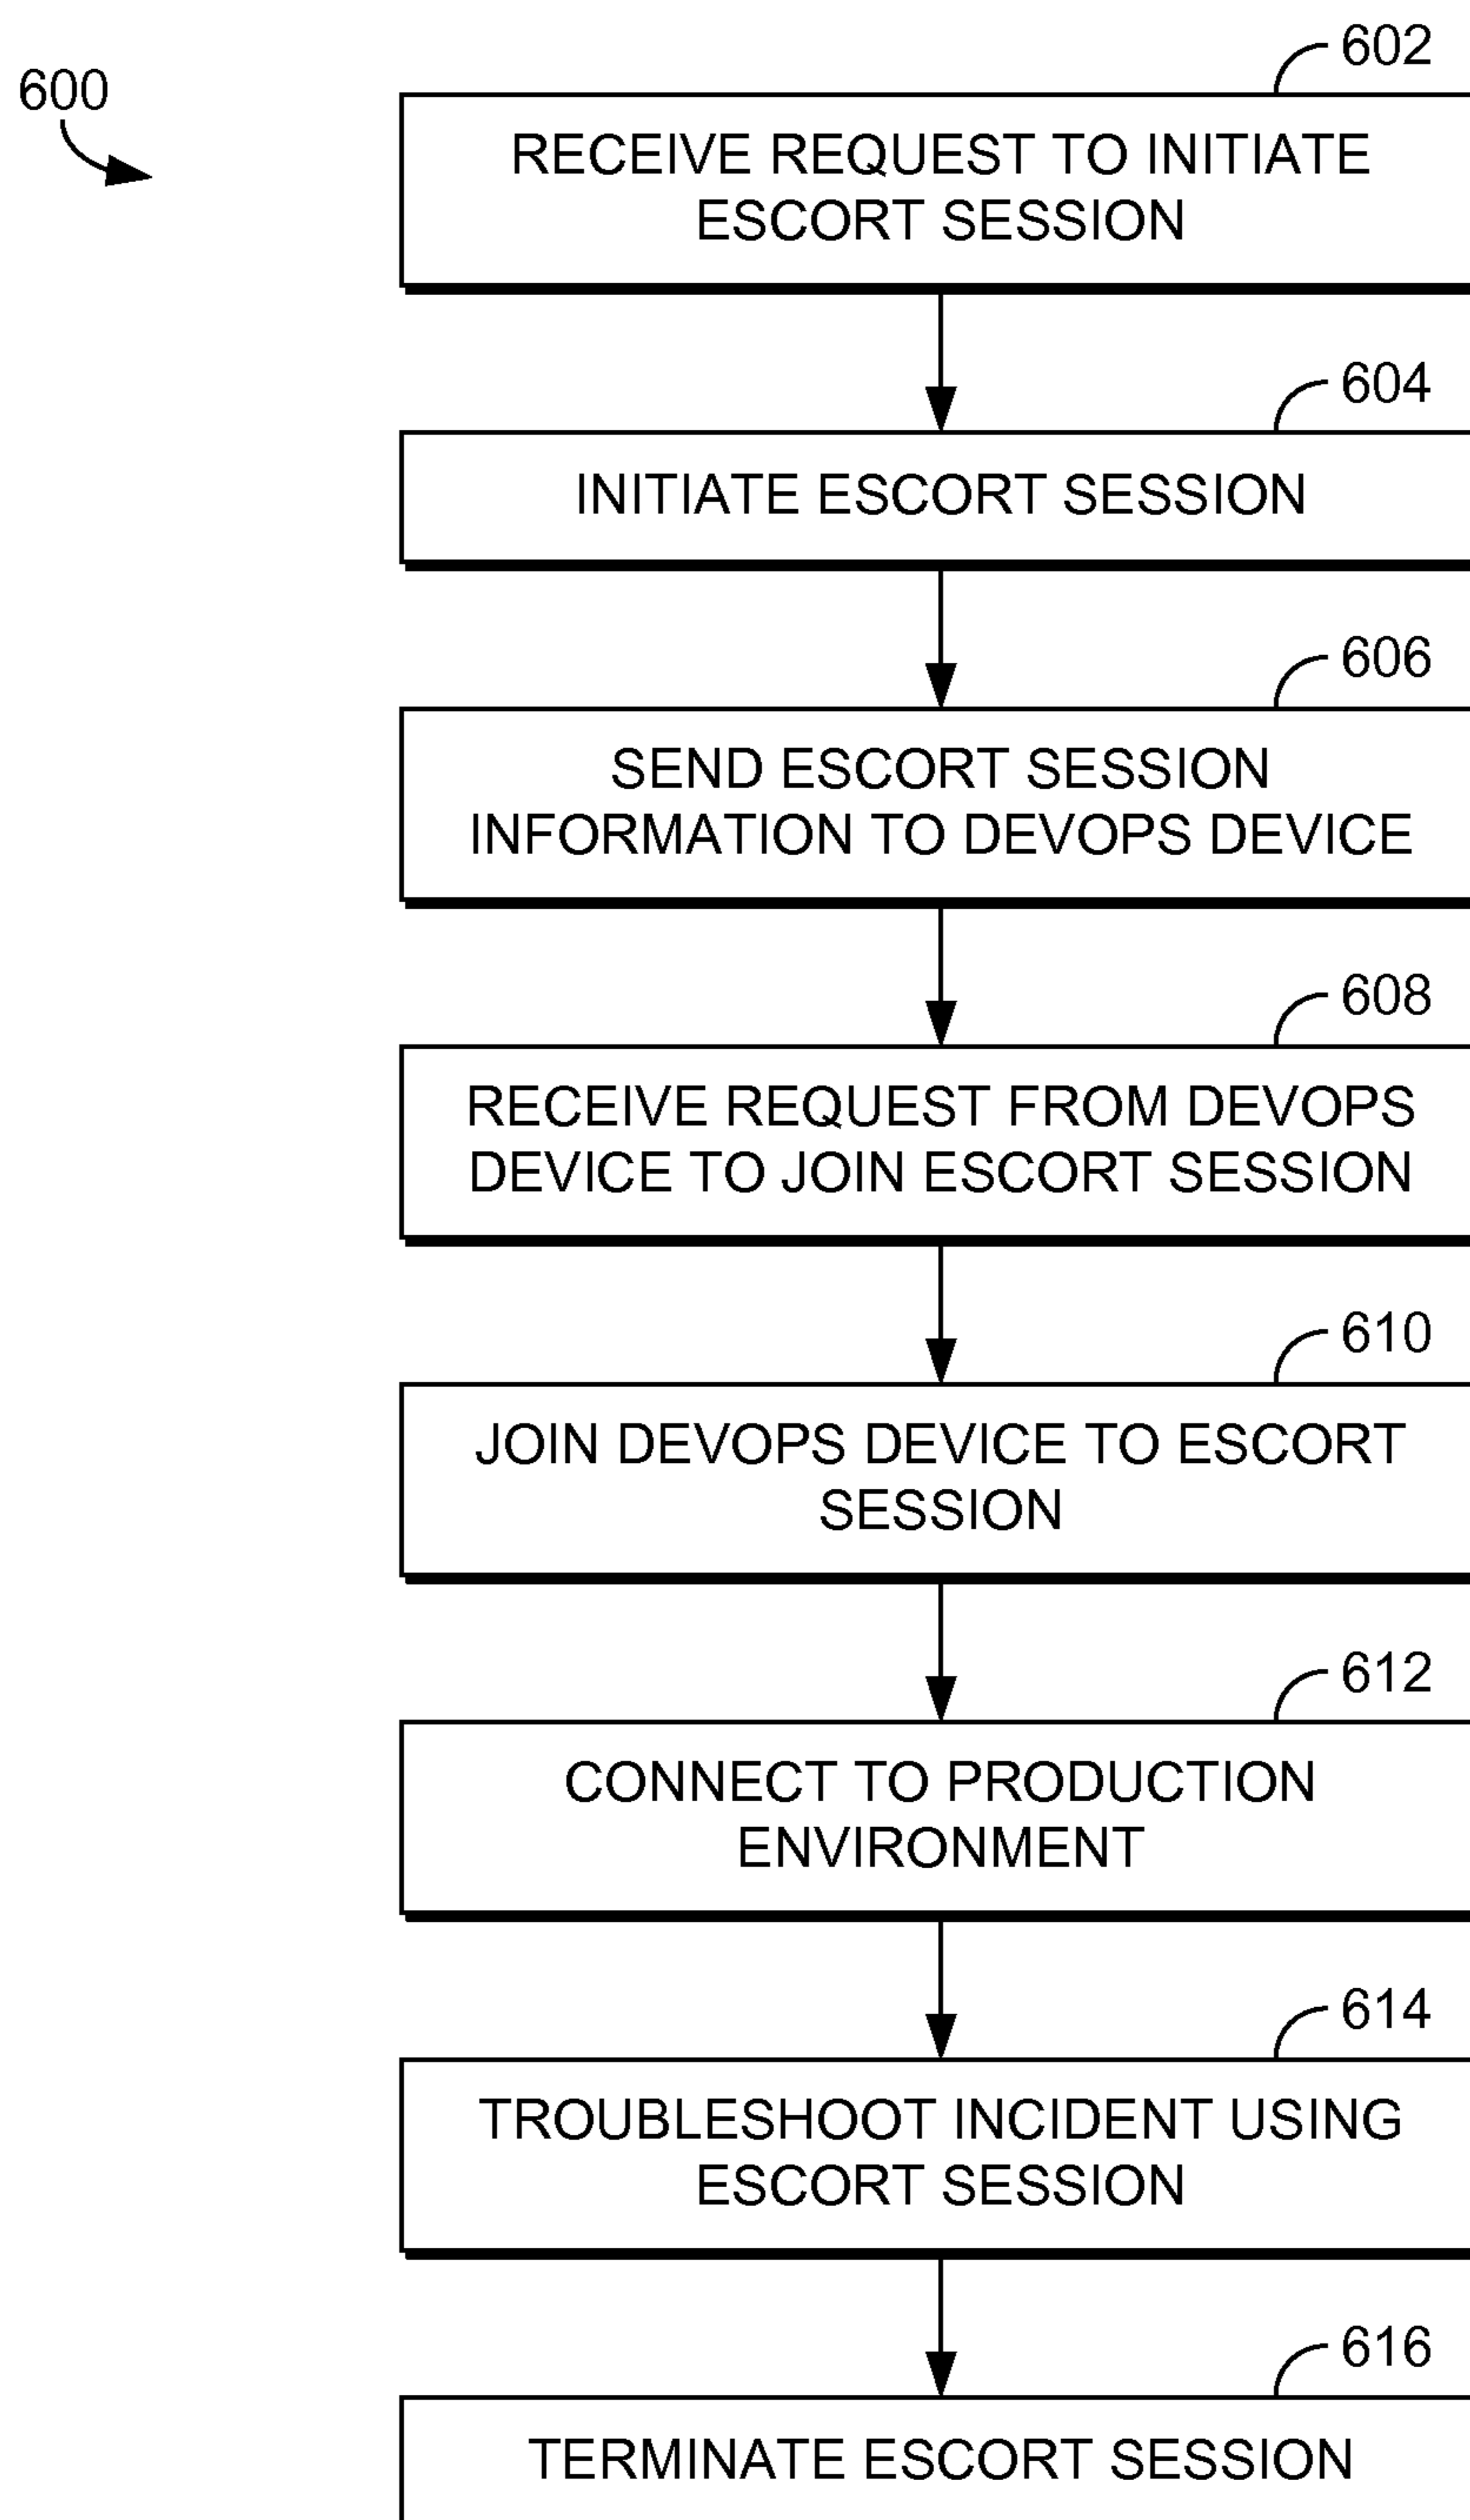 600
602
RECEIVE REQUEST TO INITIATE
ESCORT SESSION
604
INITIATE ESCORT SESSION
606
SEND ESCORT SESSION
INFORMATION TO DEVOPS DEVICE
608
RECEIVE REQUEST FROM DEVOPS
DEVICE TO JOIN ESCORT SESSION
610
JOIN DEVOPS DEVICE TO ESCORT
SESSION
612
CONNECT TO PRODUCTION
ENVIRONMENT
614
TROUBLESHOOT INCIDENT USING
ESCORT SESSION
616
TERMINATE ESCORT SESSION